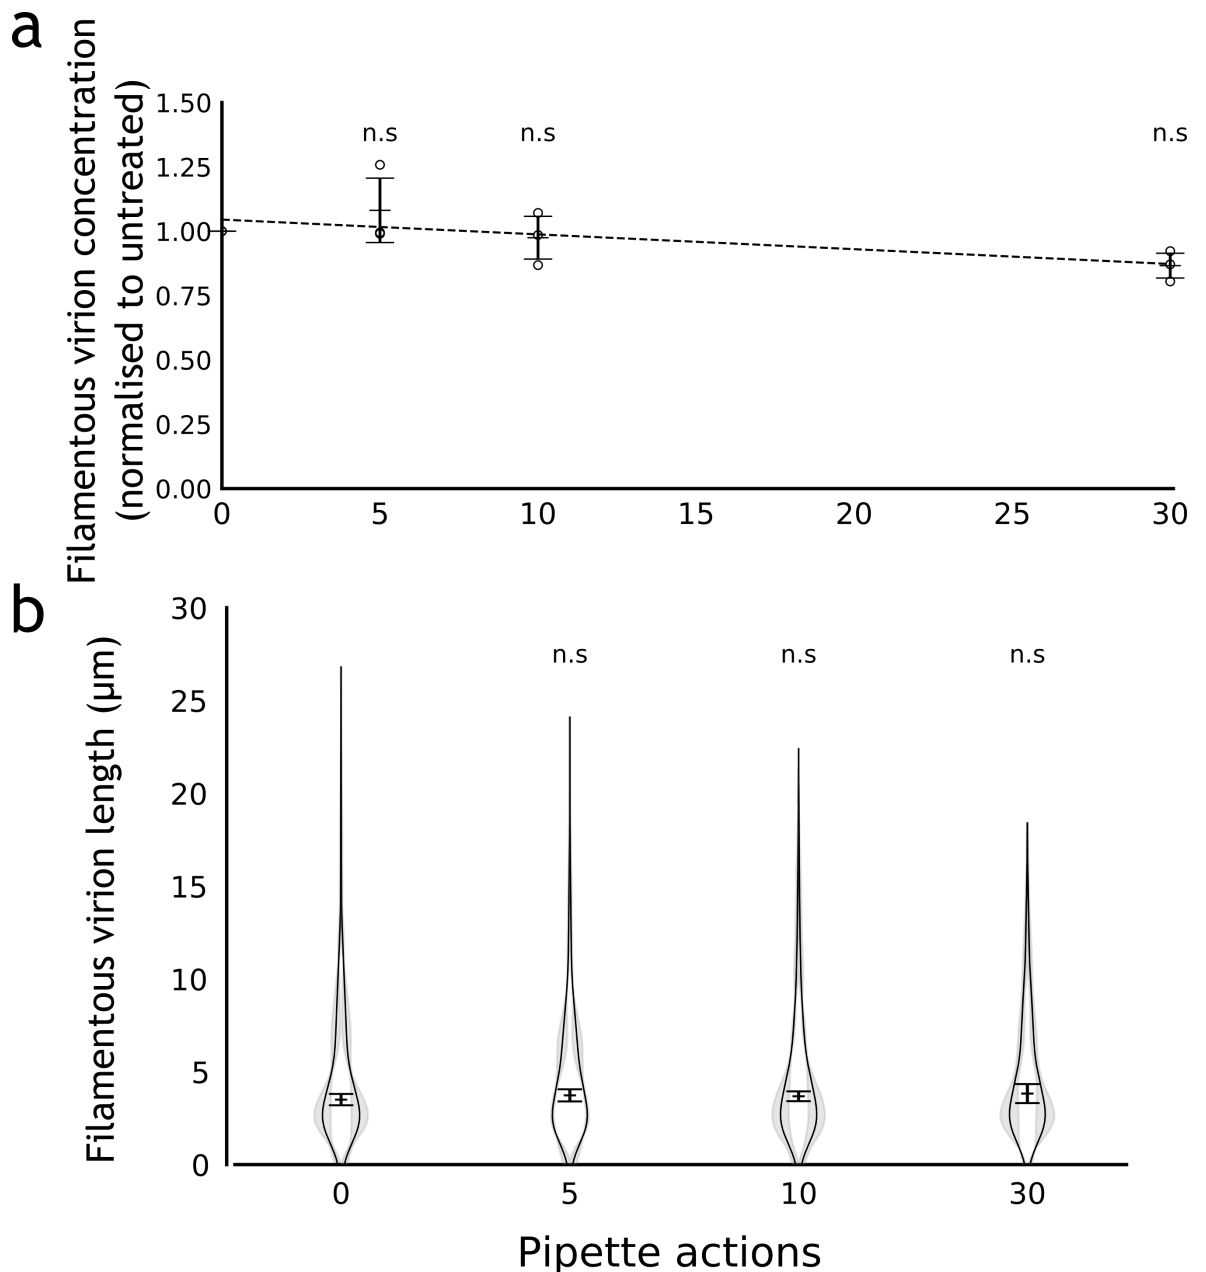 a
Filamentous virion concentration
(normalised to untreated)
1.50
1.25
1.00
0.75
0.50
0.25
0.00
n.s
n.s
n.s
0
5
10
15
20
25
30
b
Filamentous virion length (µm)
30
25
20
15
10
5
0
n.s
n.s
n.s
0
5
10
30
Pipette actions